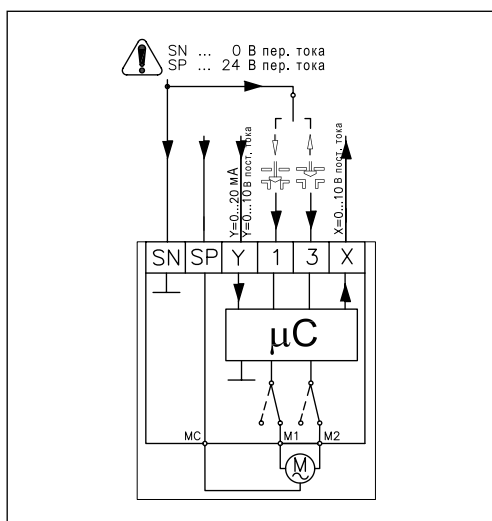 SN ... 0 В пер. тока
SP ... 24 В пер. тока
Y=0...20 мА
Y=0...10 В пост. тока
X=0...10 В пост. тока
SN SP Y 1 3 X
µC
MC M1 M2
M